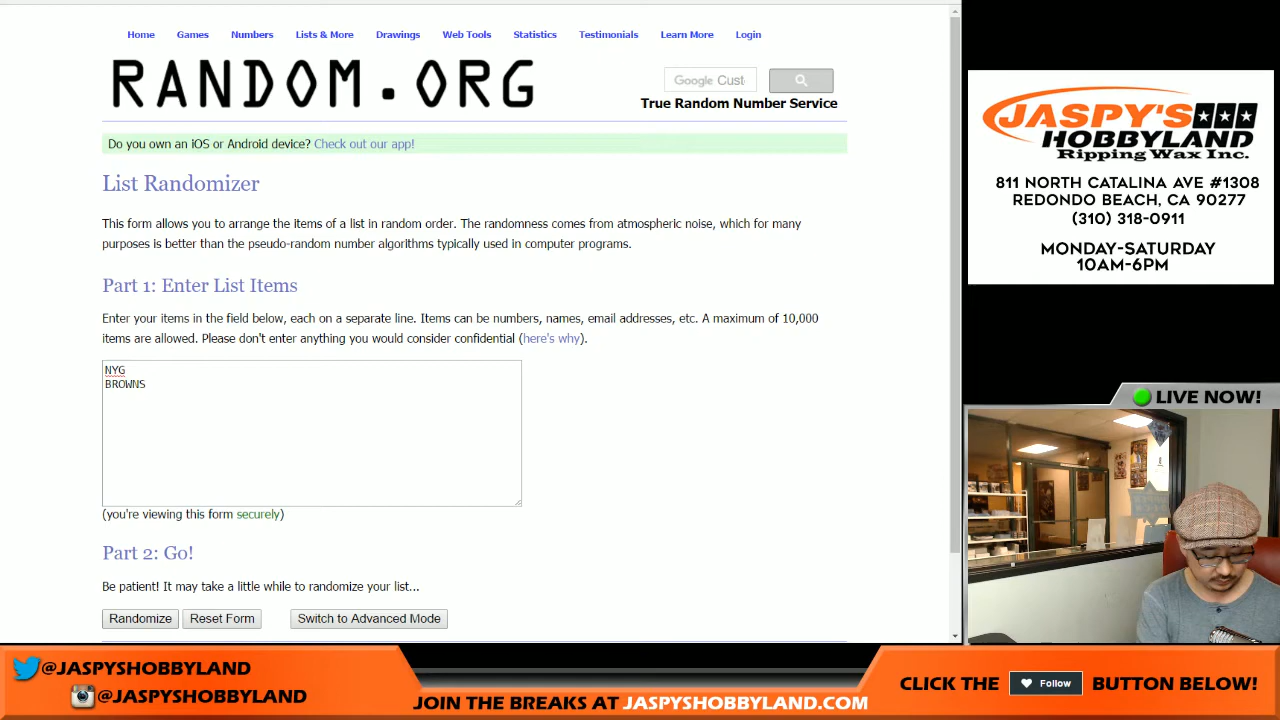 Home Games Numbers Lists & More Drawings Web Tools Statistics Testimonials Learn More Login
RANDOM.ORG
Google Cust
True Random Number Service
Do you own an iOS or Android device? Check out our app!
List Randomizer
This form allows you to arrange the items of a list in random order. The randomness comes from atmospheric noise, which for many
purposes is better than the pseudo-random number algorithms typically used in computer programs.
Part 1: Enter List Items
Enter your items in the field below, each on a separate line. Items can be numbers, names, email addresses, etc. A maximum of 10,000
items are allowed. Please don't enter anything you would consider confidential (here's why).
NYG
BROWNS
(you're viewing this form securely)
Part 2: Go!
Be patient! It may take a little while to randomize your list...
Randomize Reset Form Switch to Advanced Mode
JASPY'S
HOBBYLAND
Ripping Wax Inc.
811 NORTH CATALINA AVE #1308
REDONDO BEACH, CA 90277
(310) 318-0911
MONDAY-SATURDAY
10AM-6PM
LIVE NOW!
@JASPYSHOBBYLAND
@JASPYSHOBBYLAND
JOIN THE BREAKS AT JASPYSHOBBYLAND.COM
CLICK THE Follow BUTTON BELOW!